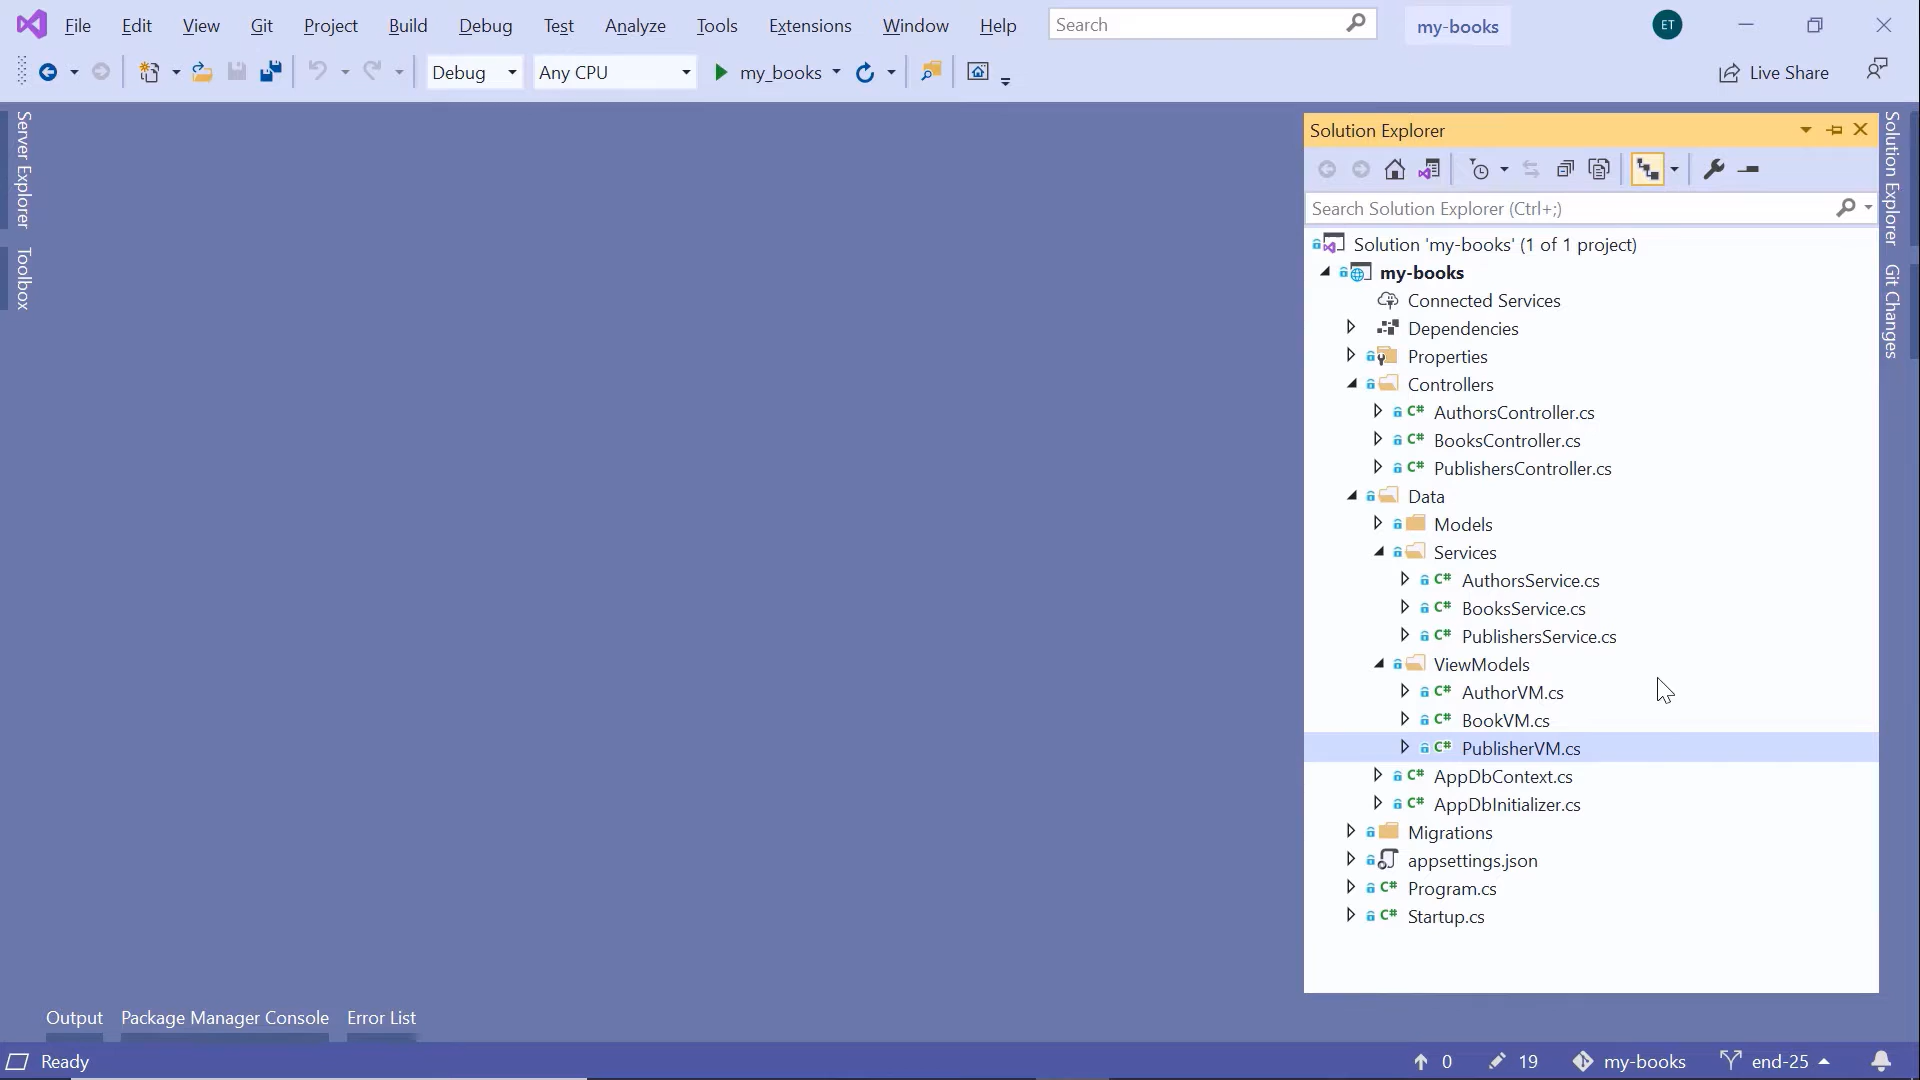 File Edit View Git Project Build Debug Test Analyze Tools Extensions Window Help Search my-books ET
Debug Any CPU my_books Live Share
Server Explorer
Toolbox
Solution Explorer
Search Solution Explorer (Ctrl+;)
Solution 'my-books' (1 of 1 project)
my-books
Connected Services
Dependencies
Properties
Controllers
C# AuthorsController.cs
C# BooksController.cs
C# PublishersController.cs
Data
Models
Services
C# AuthorsService.cs
C# BooksService.cs
C# PublishersService.cs
ViewModels
C# AuthorVM.cs
C# BookVM.cs
C# PublisherVM.cs
C# AppDbContext.cs
C# AppDbInitializer.cs
Migrations
appsettings.json
C# Program.cs
C# Startup.cs
Solution Explorer
Git Changes
Output Package Manager Console Error List
Ready 0 19 my-books end-25